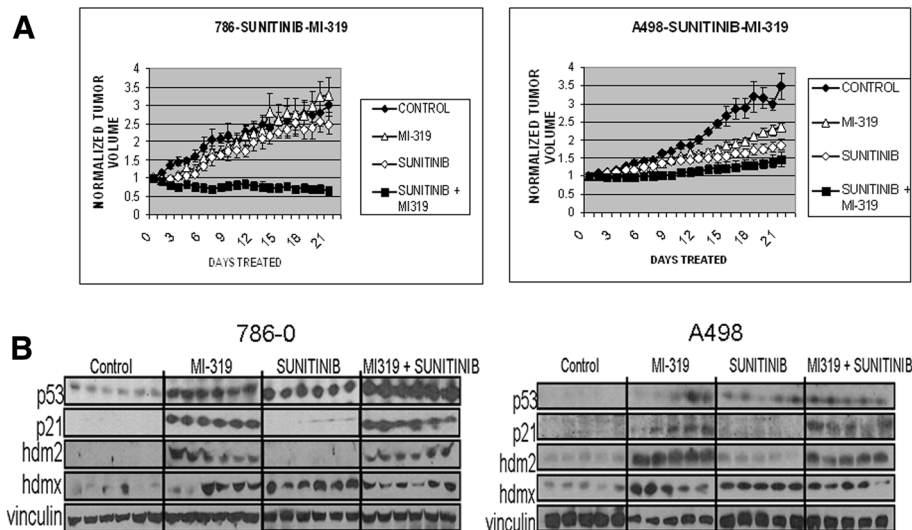 A
786-SUNITINIB-MI-319
NORMALIZED TUMOR VOLUME
4
3.5
3
2.5
2
1.5
1
0.5
0
0 3 6 9 12 15 18 21
DAYS TREATED
CONTROL
MI-319
SUNITINIB
SUNITINIB +
MI319
A498-SUNITINIB-MI-319
NORMALIZED TUMOR VOLUME
4
3.5
3
2.5
2
1.5
1
0.5
0
0 3 6 9 12 15 18 21
DAYS TREATED
CONTROL
MI-319
SUNITINIB
SUNITINIB +
MI-319
B
786-0
Control MI-319 SUNITINIB MI319 + SUNITINIB
p53
p21
hdm2
hdmx
vinculin
A498
Control MI-319 SUNITINIB MI319 + SUNITINIB
p53
p21
hdm2
hdmx
vinculin